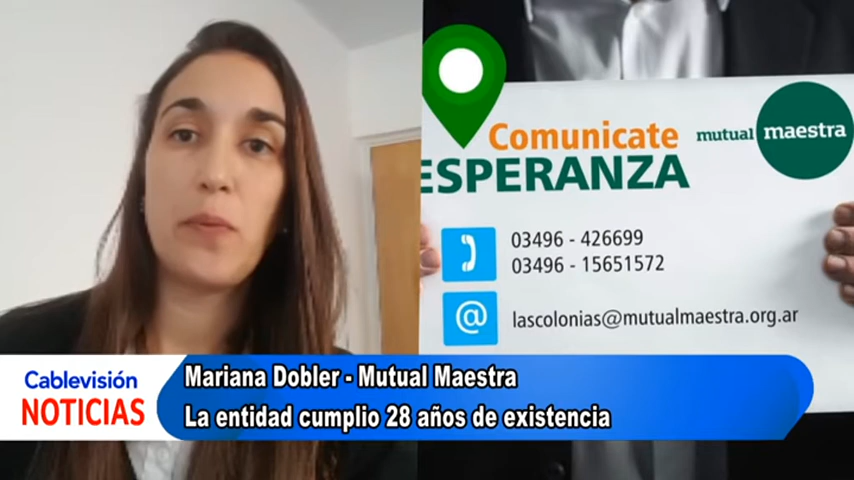 Comunicate
ESPERANZA
mutual maestra
03496 - 426699
03496 - 15651572
@
lascolonias@mutualmaestra.org.ar
Cablevisión
NOTICIAS
Mariana Dobler - Mutual Maestra
La entidad cumplio 28 años de existencia